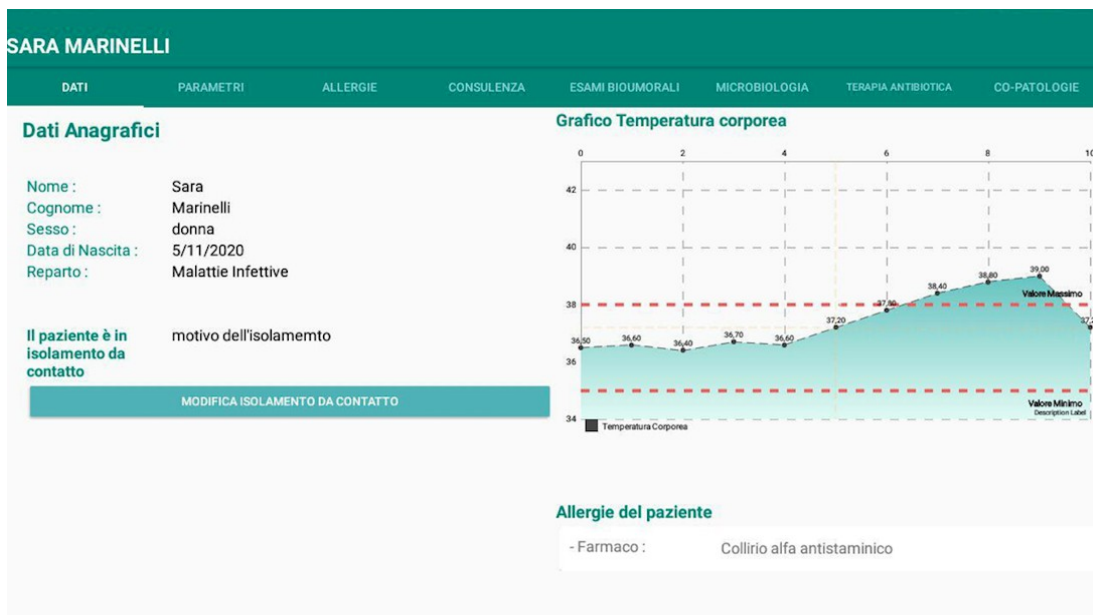 SARA MARINELLI
DATI PARAMETRI ALLERGIE CONSULENZA ESAMI BIOUMORALI MICROBIOLOGIA TERAPIA ANTIBIOTICA CO-PATOLOGIE
Dati Anagrafici
Nome : Sara
Cognome : Marinelli
Sesso : donna
Data di Nascita : 5/11/2020
Reparto : Malattie Infettive
Il paziente è in motivo dell'isolamemto
isolamento da
contatto
MODIFICA ISOLAMENTO DA CONTATTO
Grafico Temperatura corporea
0 2 4 6 8 10
42
40
38
36
34
36,50 36,60 36,40 36,70 36,60 37,20 37,80 38,40 38,80 39,00
Valore Massimo
Valore Minimo
Description Label
Temperatura Corporea
Allergie del paziente
- Farmaco : Collirio alfa antistaminico